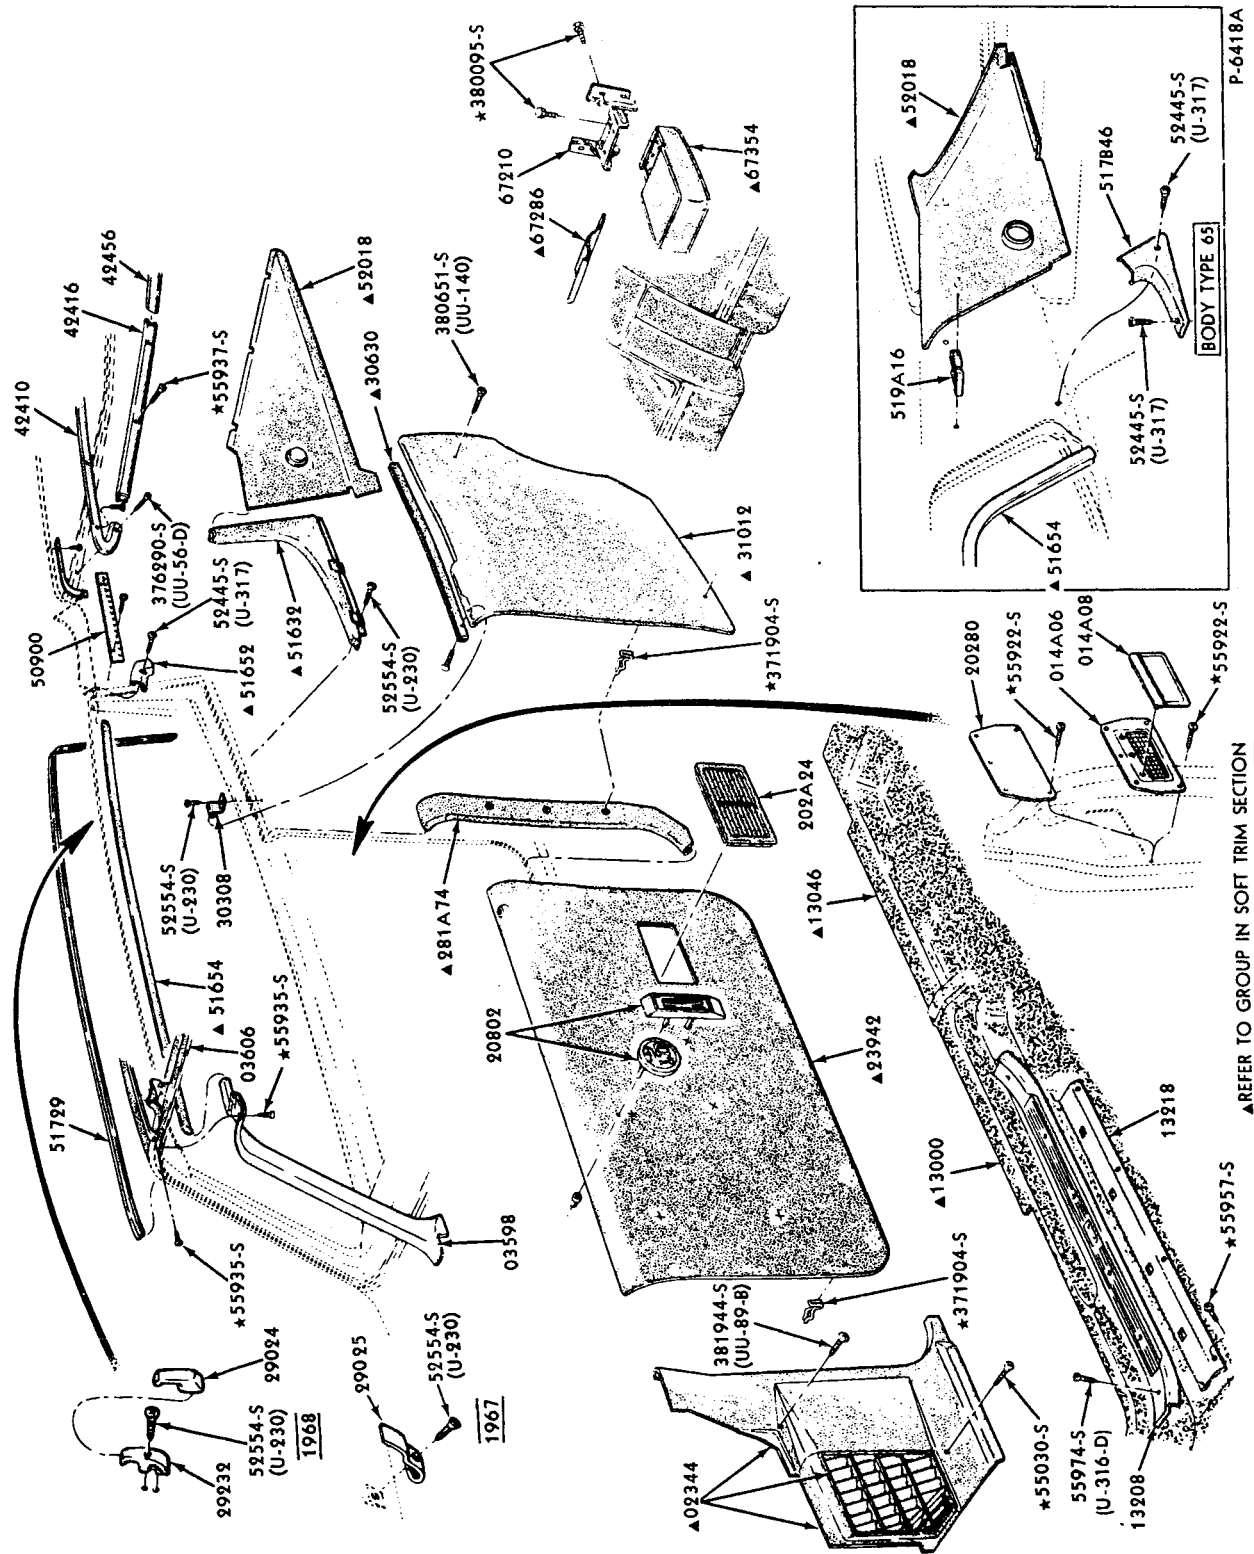 42410
42416
42456
★55937-S
▲52018
▲30630
380651-S
(UU-140)
★380095-S
67210
▲67286
▲67354
50900
376290-S
(UU-56-D)
52445-S
(U-317)
▲51652
▲51632
52554-S
(U-230)
▲31012
★371904-S
51729
52554-S
(U-230)
30308
▲51654
03606
★55935-S
★55935-S
03598
▲281A74
202A24
20802
▲23942
▲13046
▲13000
13218
★55957-S
29024
52554-S
(U-230)
1968
29232
29025
52554-S
(U-230)
1967
381944-S
(UU-89-B)
★371904-S
▲02344
★55030-S
55974-S
(U-316-D)
13208
20280
★55922-S
014A06
014A08
★55922-S
▲52018
519A16
517B46
52445-S
(U-317)
52445-S
(U-317)
▲51654
BODY TYPE 65
P-6418A
▲REFER TO GROUP IN SOFT TRIM SECTION